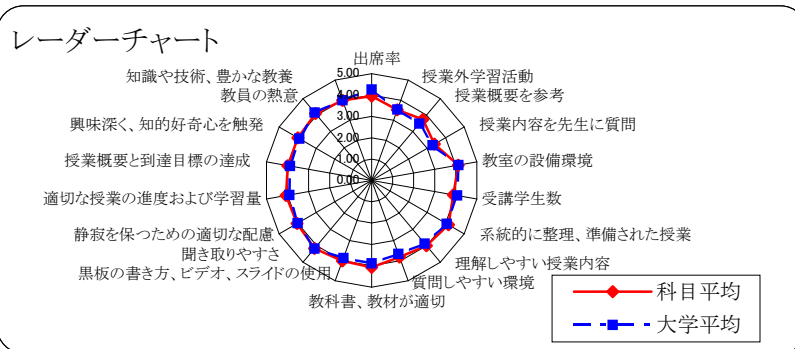 レーダーチャート
出席率
授業外学習活動
授業概要を参考
授業内容を先生に質問
教室の設備環境
受講学生数
系統的に整理、準備された授業
理解しやすい授業内容
質問しやすい環境
教科書、教材が適切
黒板の書き方、ビデオ、スライドの使用
聞き取りやすさ
静寂を保つための適切な配慮
適切な授業の進度および学習量
授業概要と到達目標の達成
興味深く、知的好奇心を触発
教員の熱意
知識や技術、豊かな教養
5.00
4.00
3.00
2.00
1.00
0.00
科目平均
大学平均